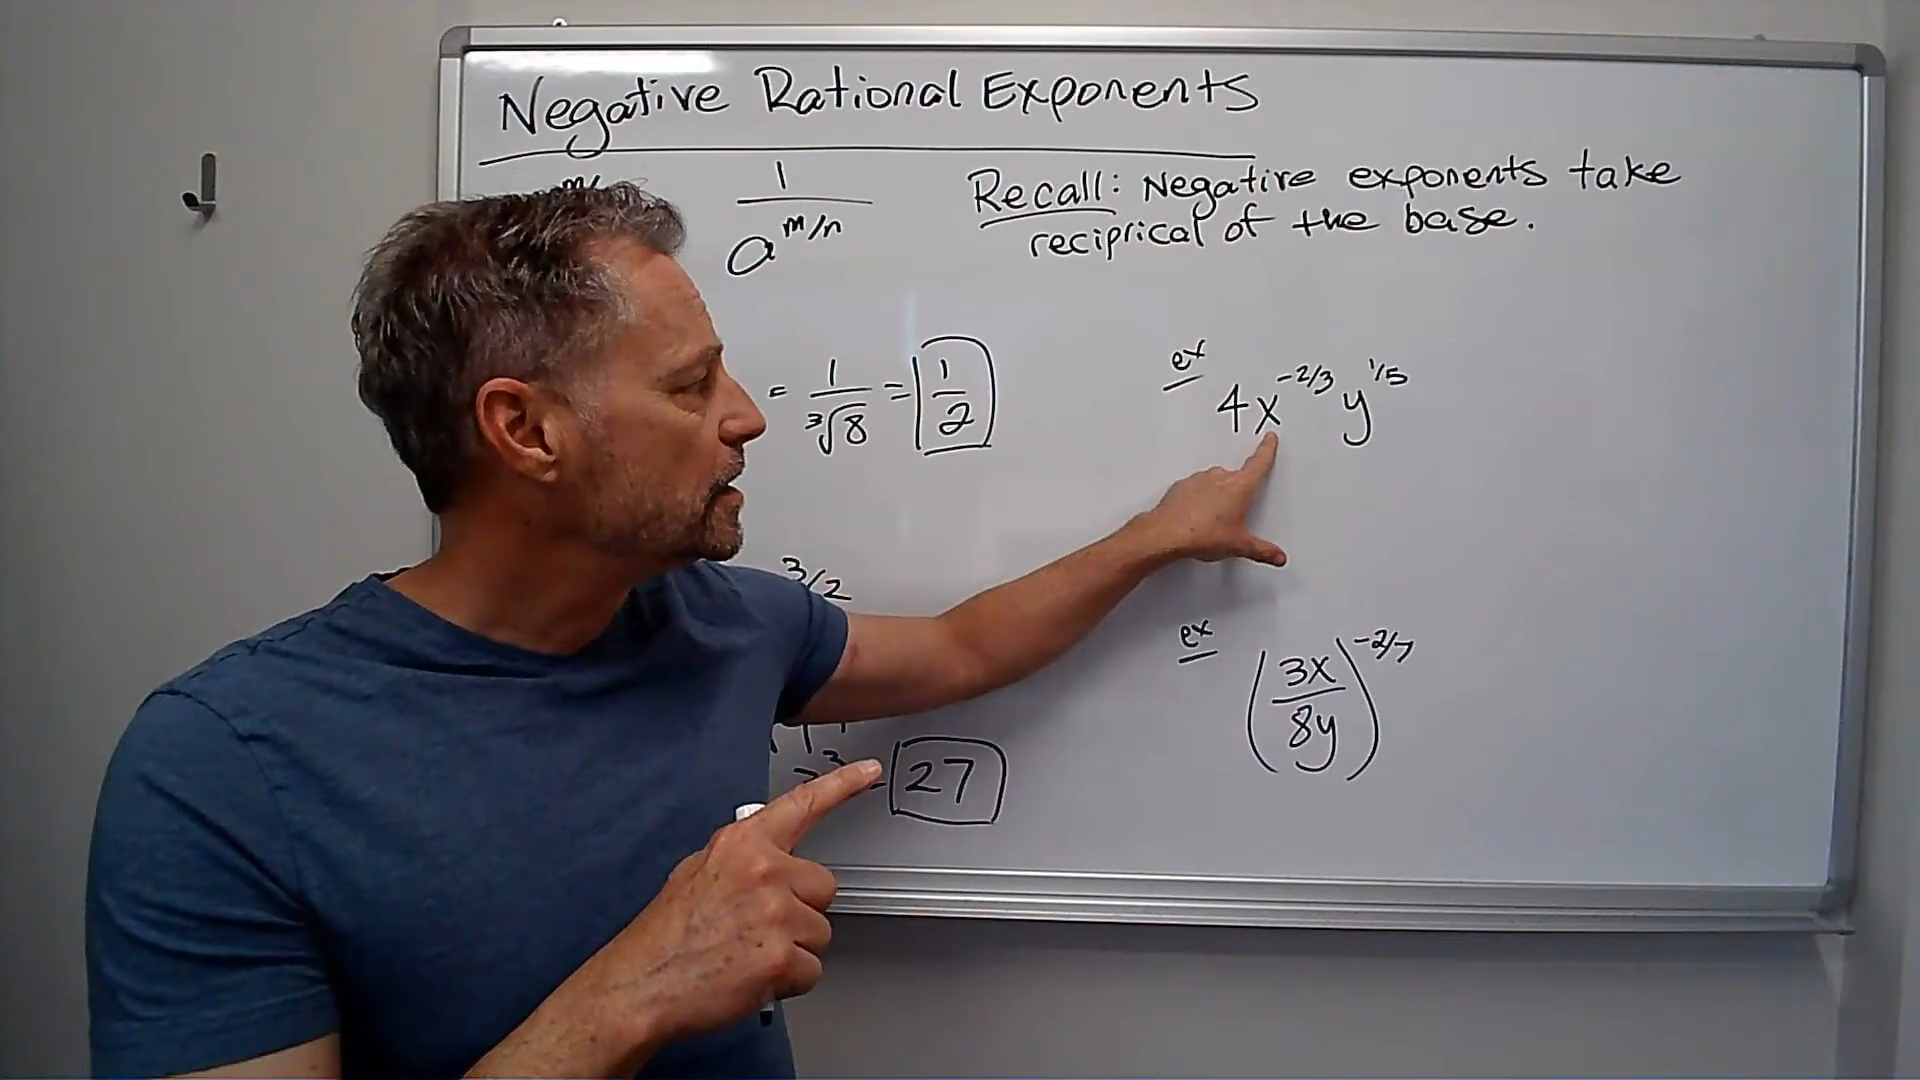 Negative Rational Exponents
1
a^m/n
Recall: Negative exponents take
reciprical of the base.
= 1/∛8 = 1/2
ex 4x^-2/3 y^1/5
3/2
= 27
ex (3x/8y)^-2/7